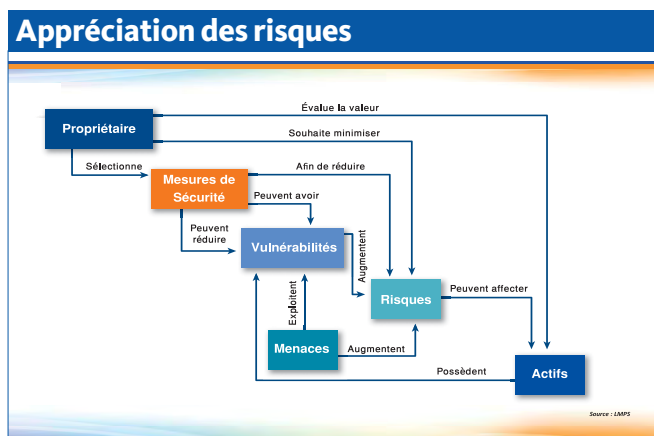 Appréciation des risques
Évalue la valeur
Propriétaire
Souhaite minimiser
Sélectionne
Afin de réduire
Mesures de
Sécurité
Peuvent avoir
Peuvent
réduire
Vulnérabilités
Augmentent
Exploitent
Risques
Peuvent affecter
Menaces
Augmentent
Possèdent
Actifs
Source : LMPS